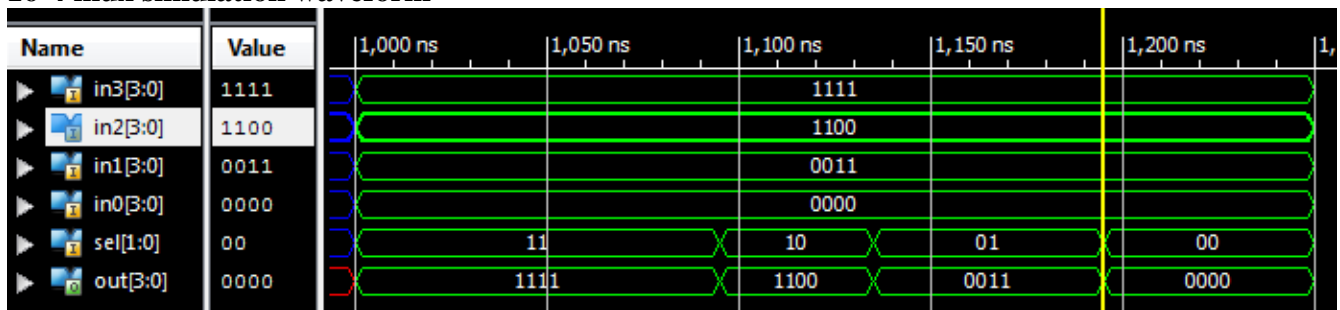 Name Value 1,000 ns 1,050 ns 1,100 ns 1,150 ns 1,200 ns 1,
in3[3:0] 1111 1111
in2[3:0] 1100 1100
in1[3:0] 0011 0011
in0[3:0] 0000 0000
sel[1:0] 00 11 10 01 00
out[3:0] 0000 1111 1100 0011 0000